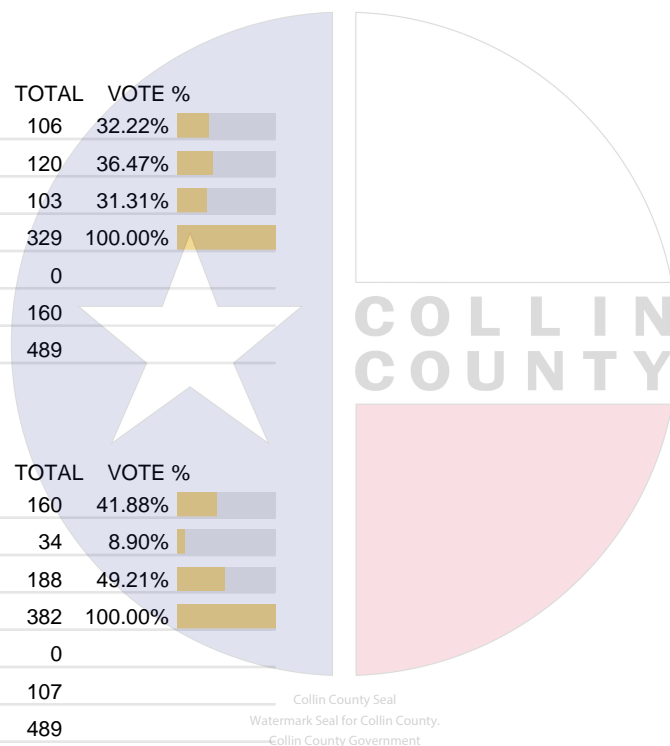 TOTAL VOTE %
106 32.22%
120 36.47%
103 31.31%
329 100.00%
0
160
489
COLLIN
COUNTY
TOTAL VOTE %
160 41.88%
34 8.90%
188 49.21%
382 100.00%
0
107
489
Collin County Seal
Watermark Seal for Collin County.
Collin County Government